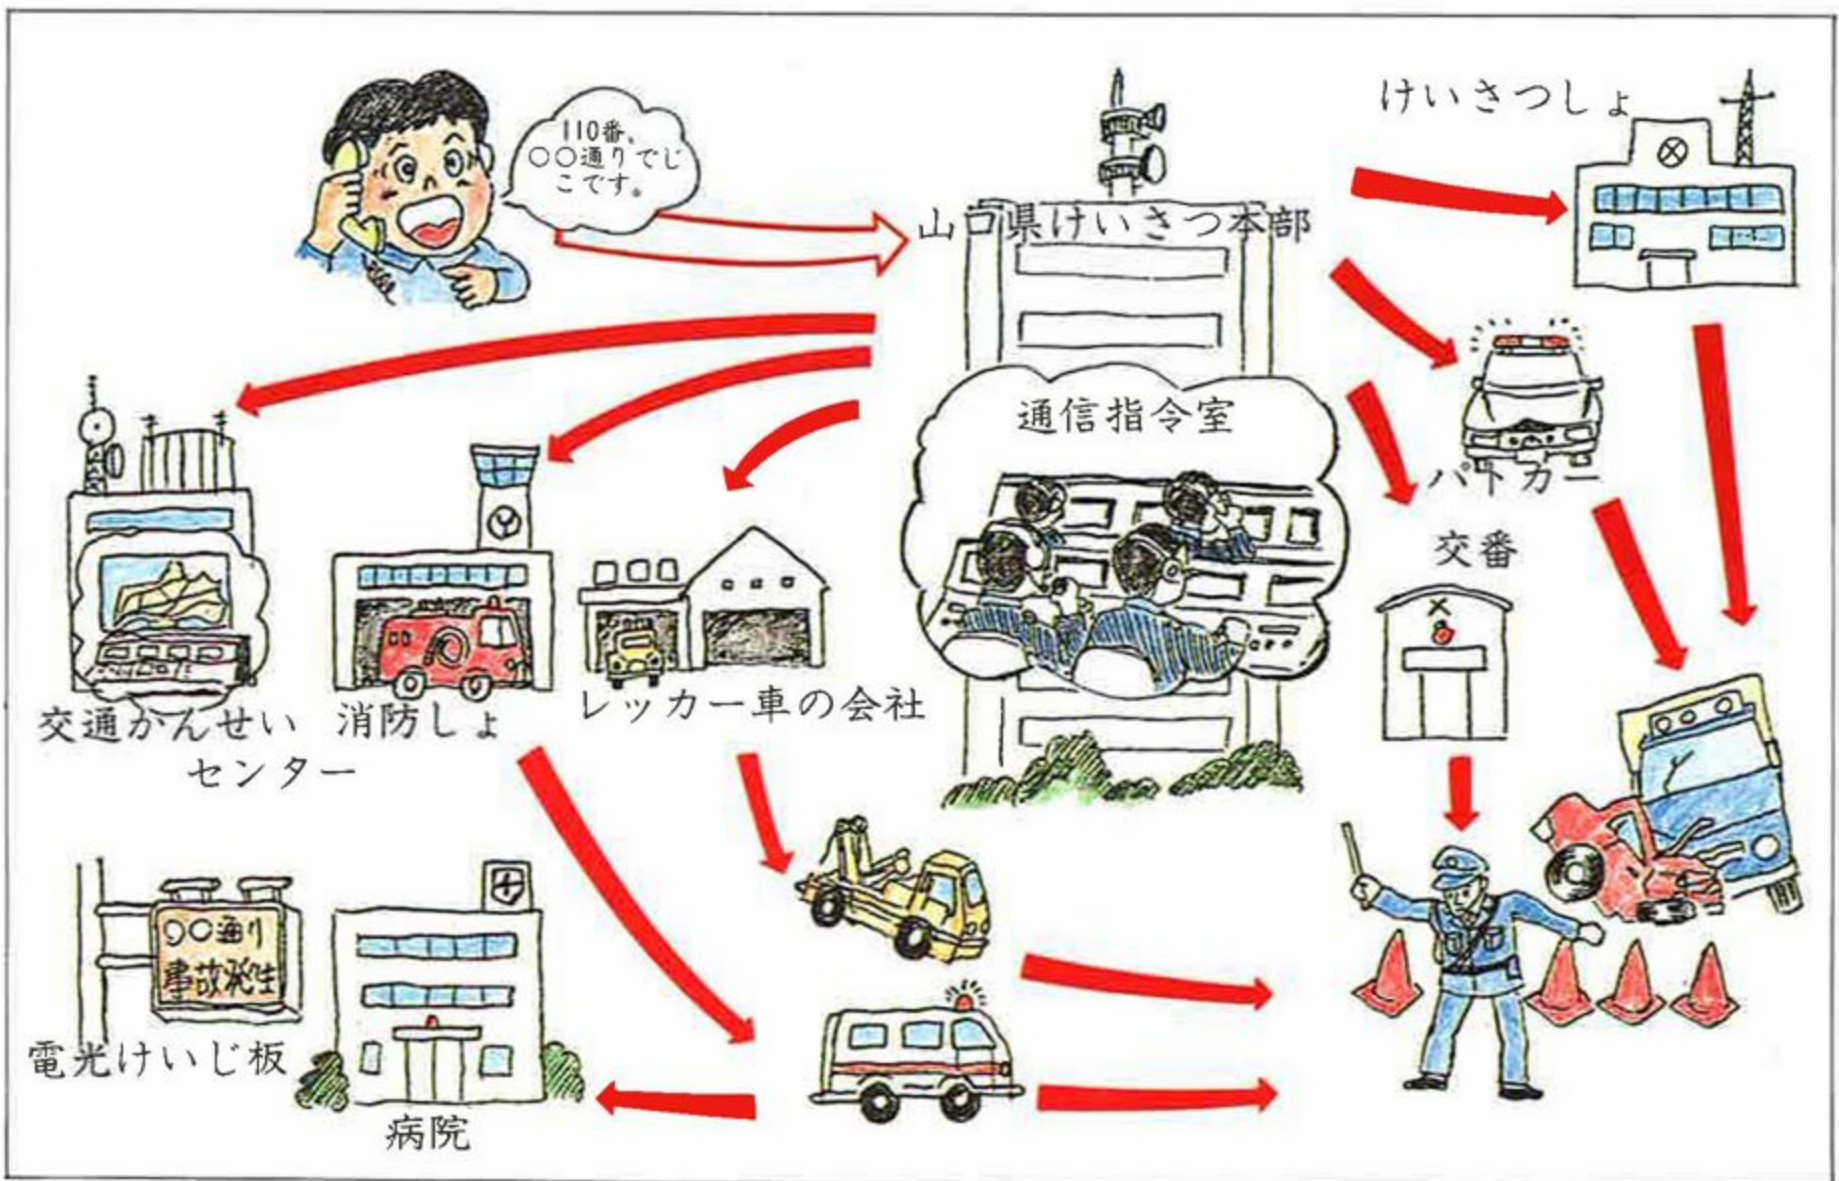 110番、
○○通りでじ
こです。
けいさつしょ
山口県けいさつ本部
通信指令室
パトカー
交番
レッカー車の会社
交通かんせい
センター
消防しょ
○○通り
事故発生
電光けいじ板
病院